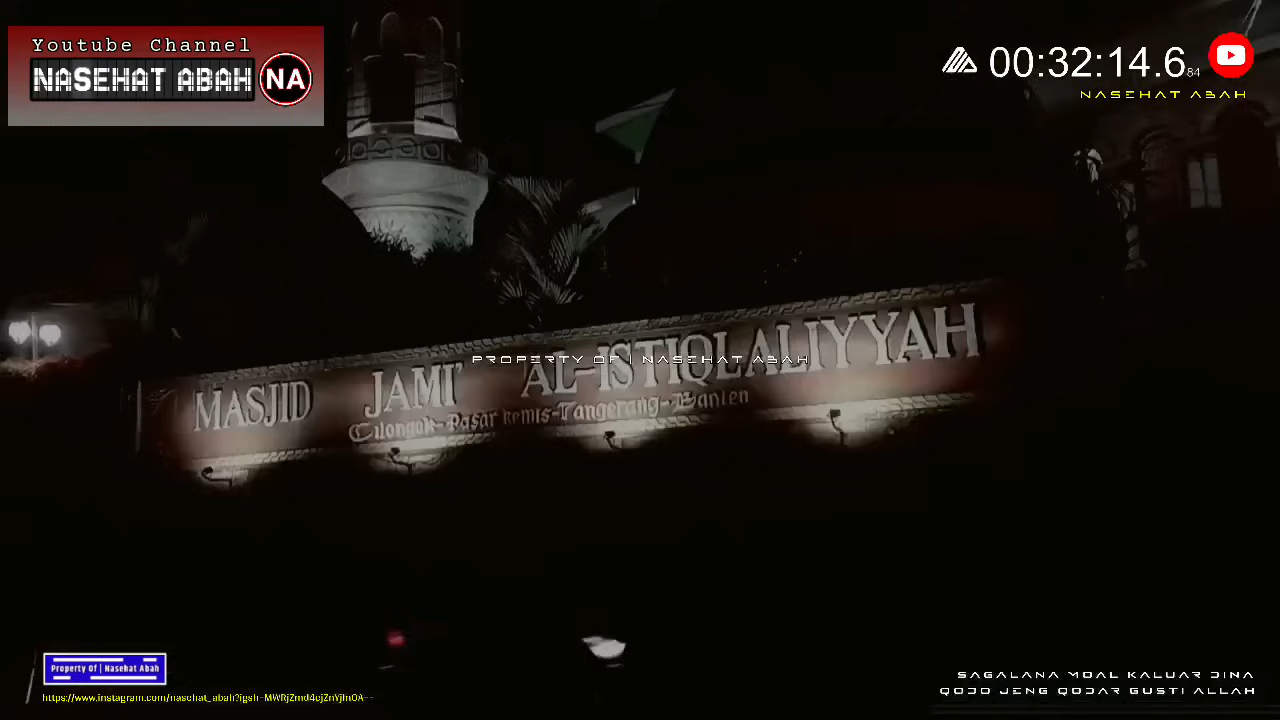 Youtube Channel
NASEHAT ABAH NA
00:32:14.6 84
NASEHAT ABAH
MASJID JAMI' AL-ISTIQLALIYYAH
PROPERTY OF | NASEHAT ABAH
Cilongok-Pasar kemis-Tangerang-Banten
Property Of | Nasehat Abah
SAGALANA MOAL KALUAR DINA
QODO JENG QODAR GUSTI ALLAH